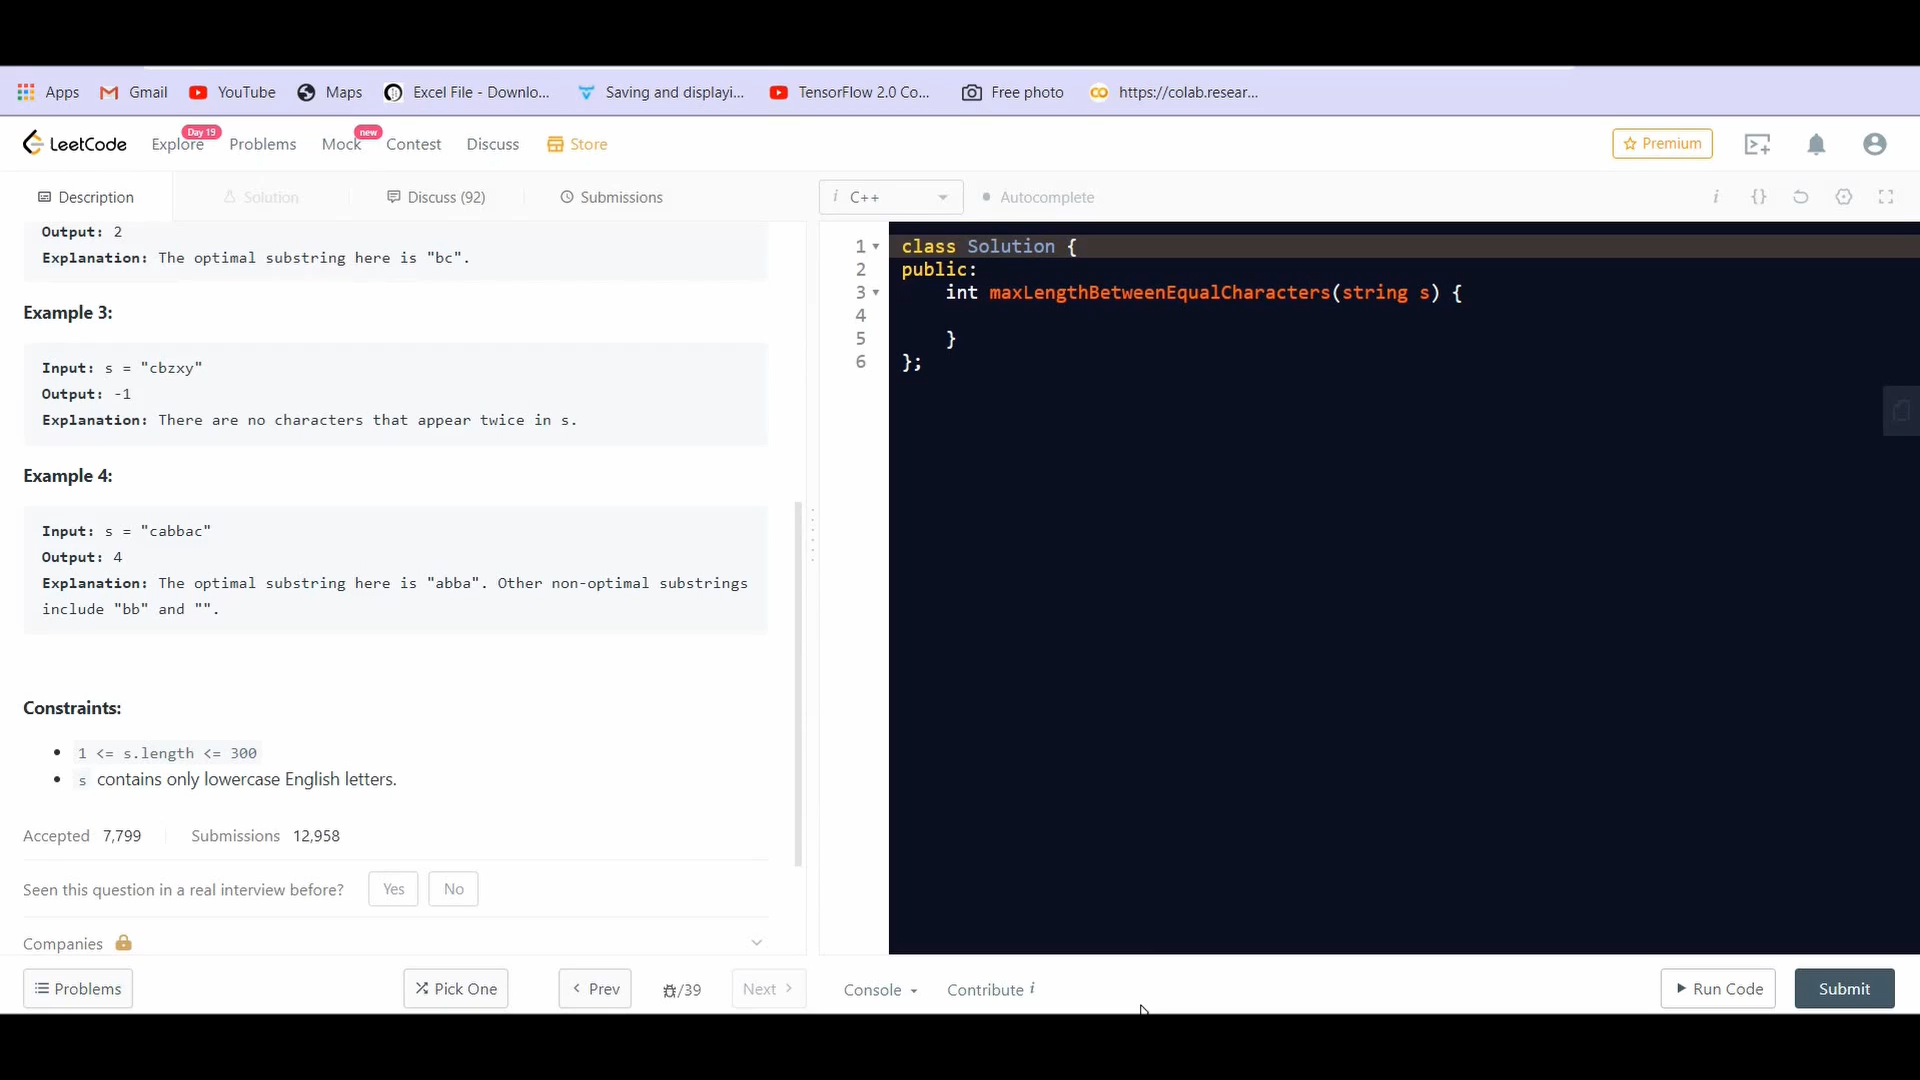 Apps Gmail YouTube Maps Excel File - Downlo... Saving and displayi... TensorFlow 2.0 Co... Free photo https://colab.resear...
LeetCode Explore Day 19 Problems Mock new Contest Discuss Store Premium
Description Solution Discuss (92) Submissions i C++ Autocomplete
Output: 2
Explanation: The optimal substring here is "bc".
Example 3:
Input: s = "cbzxy"
Output: -1
Explanation: There are no characters that appear twice in s.
Example 4:
Input: s = "cabbac"
Output: 4
Explanation: The optimal substring here is "abba". Other non-optimal substrings
include "bb" and "".
Constraints:
1 <= s.length <= 300
s contains only lowercase English letters.
Accepted 7,799 Submissions 12,958
Seen this question in a real interview before? Yes No
Companies
1 class Solution {
2 public:
3 int maxLengthBetweenEqualCharacters(string s) {
4
5 }
6 };
Problems Pick One Prev /39 Next Console Contribute i Run Code Submit